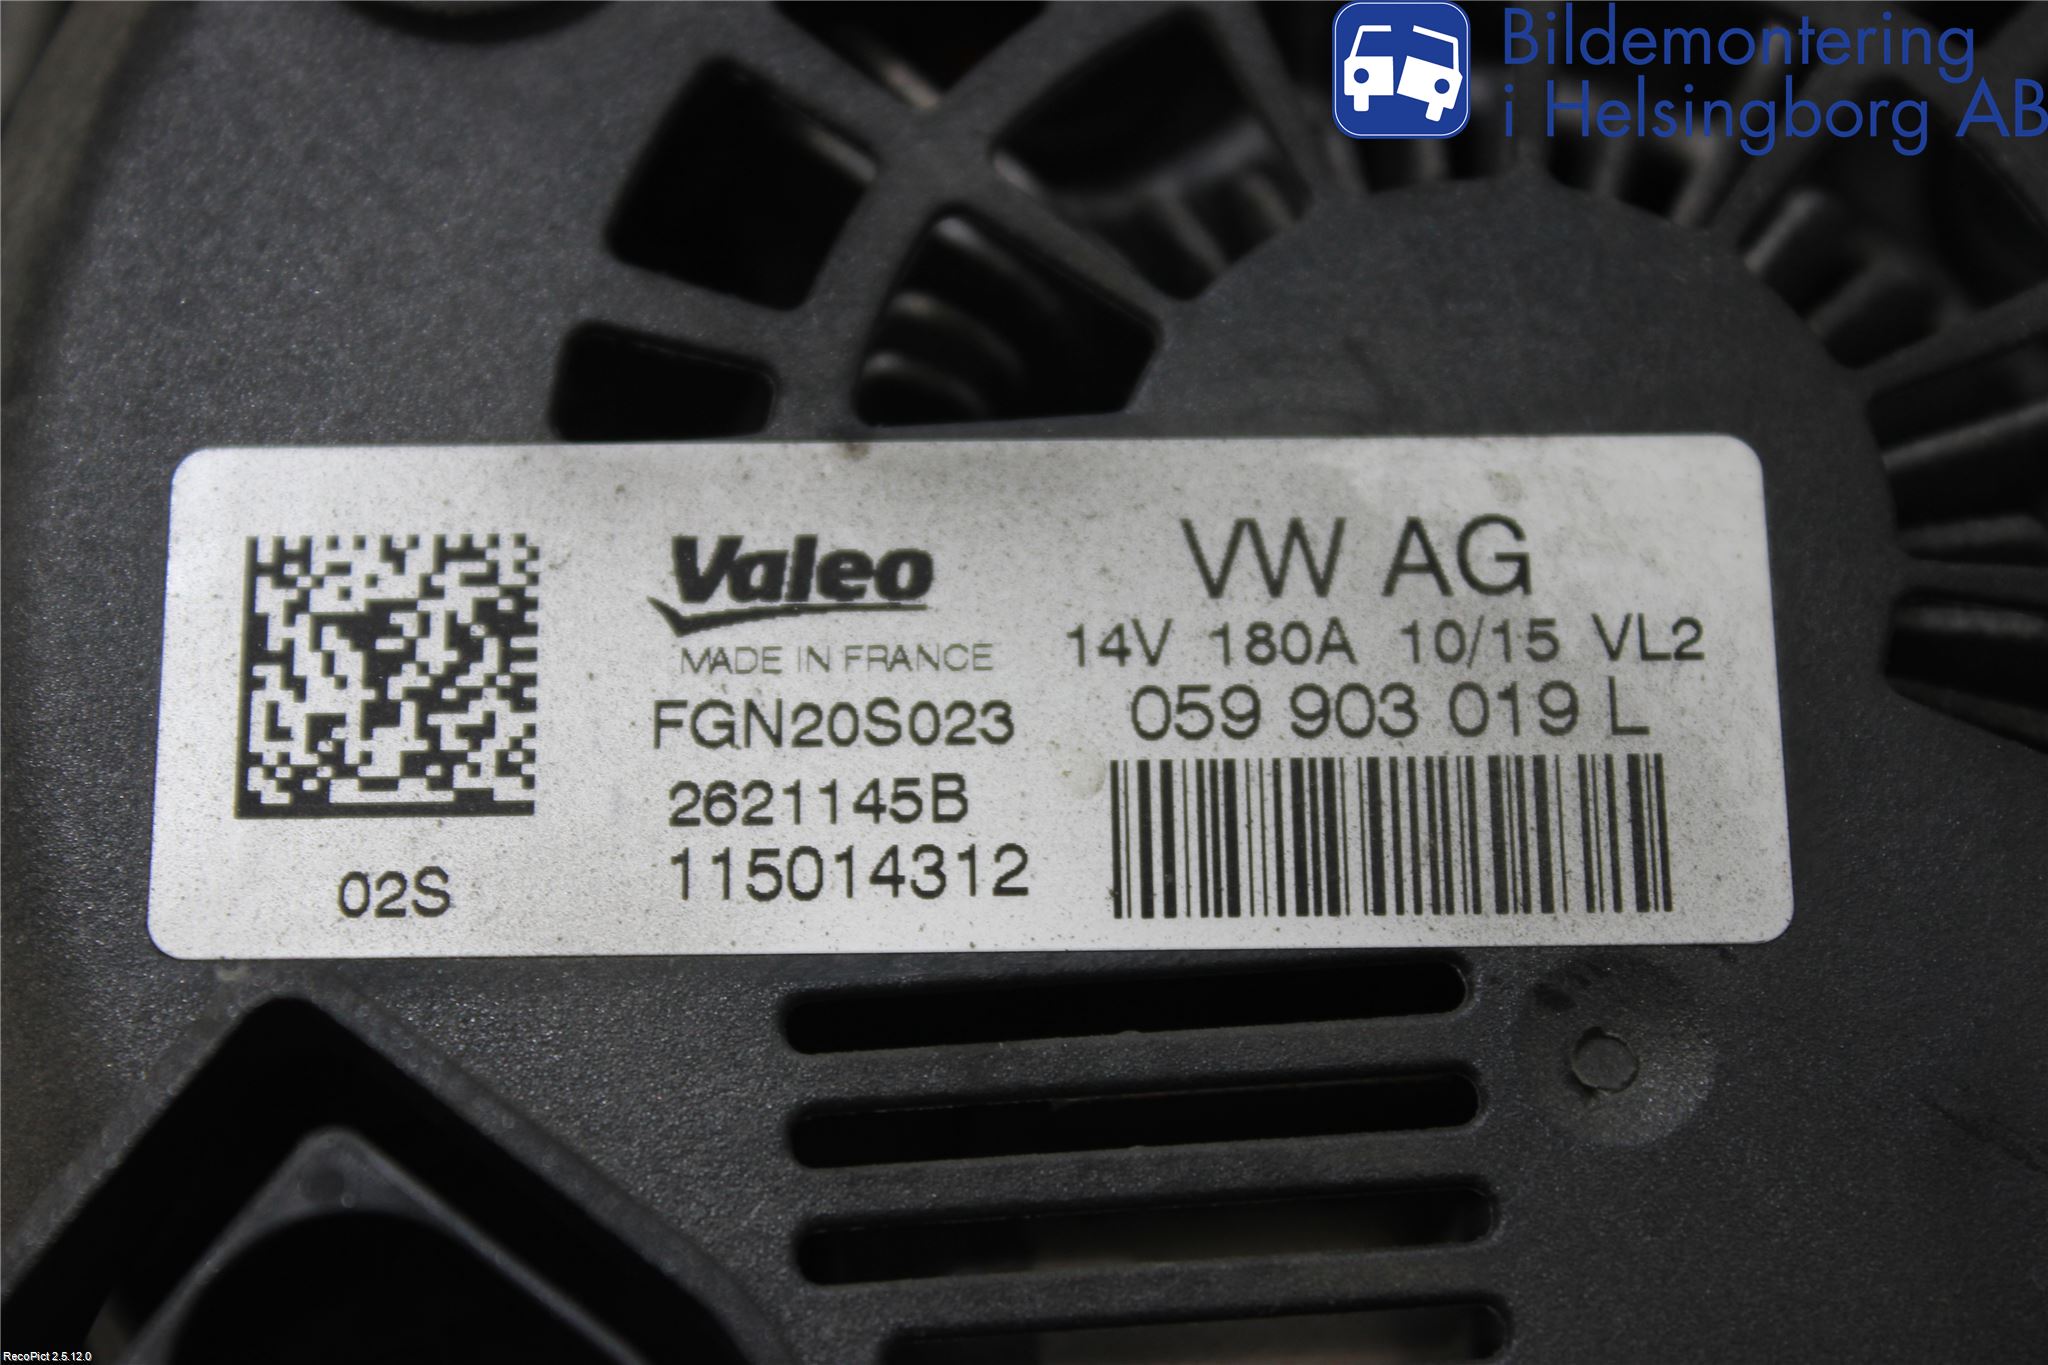 Bildemontering
i Helsingborg AB
Valeo
MADE IN FRANCE
FGN20S023
2621145B
115014312
02S
VW AG
14V 180A 10/15 VL2
059 903 019 L
RecoPict 2.5.12.0